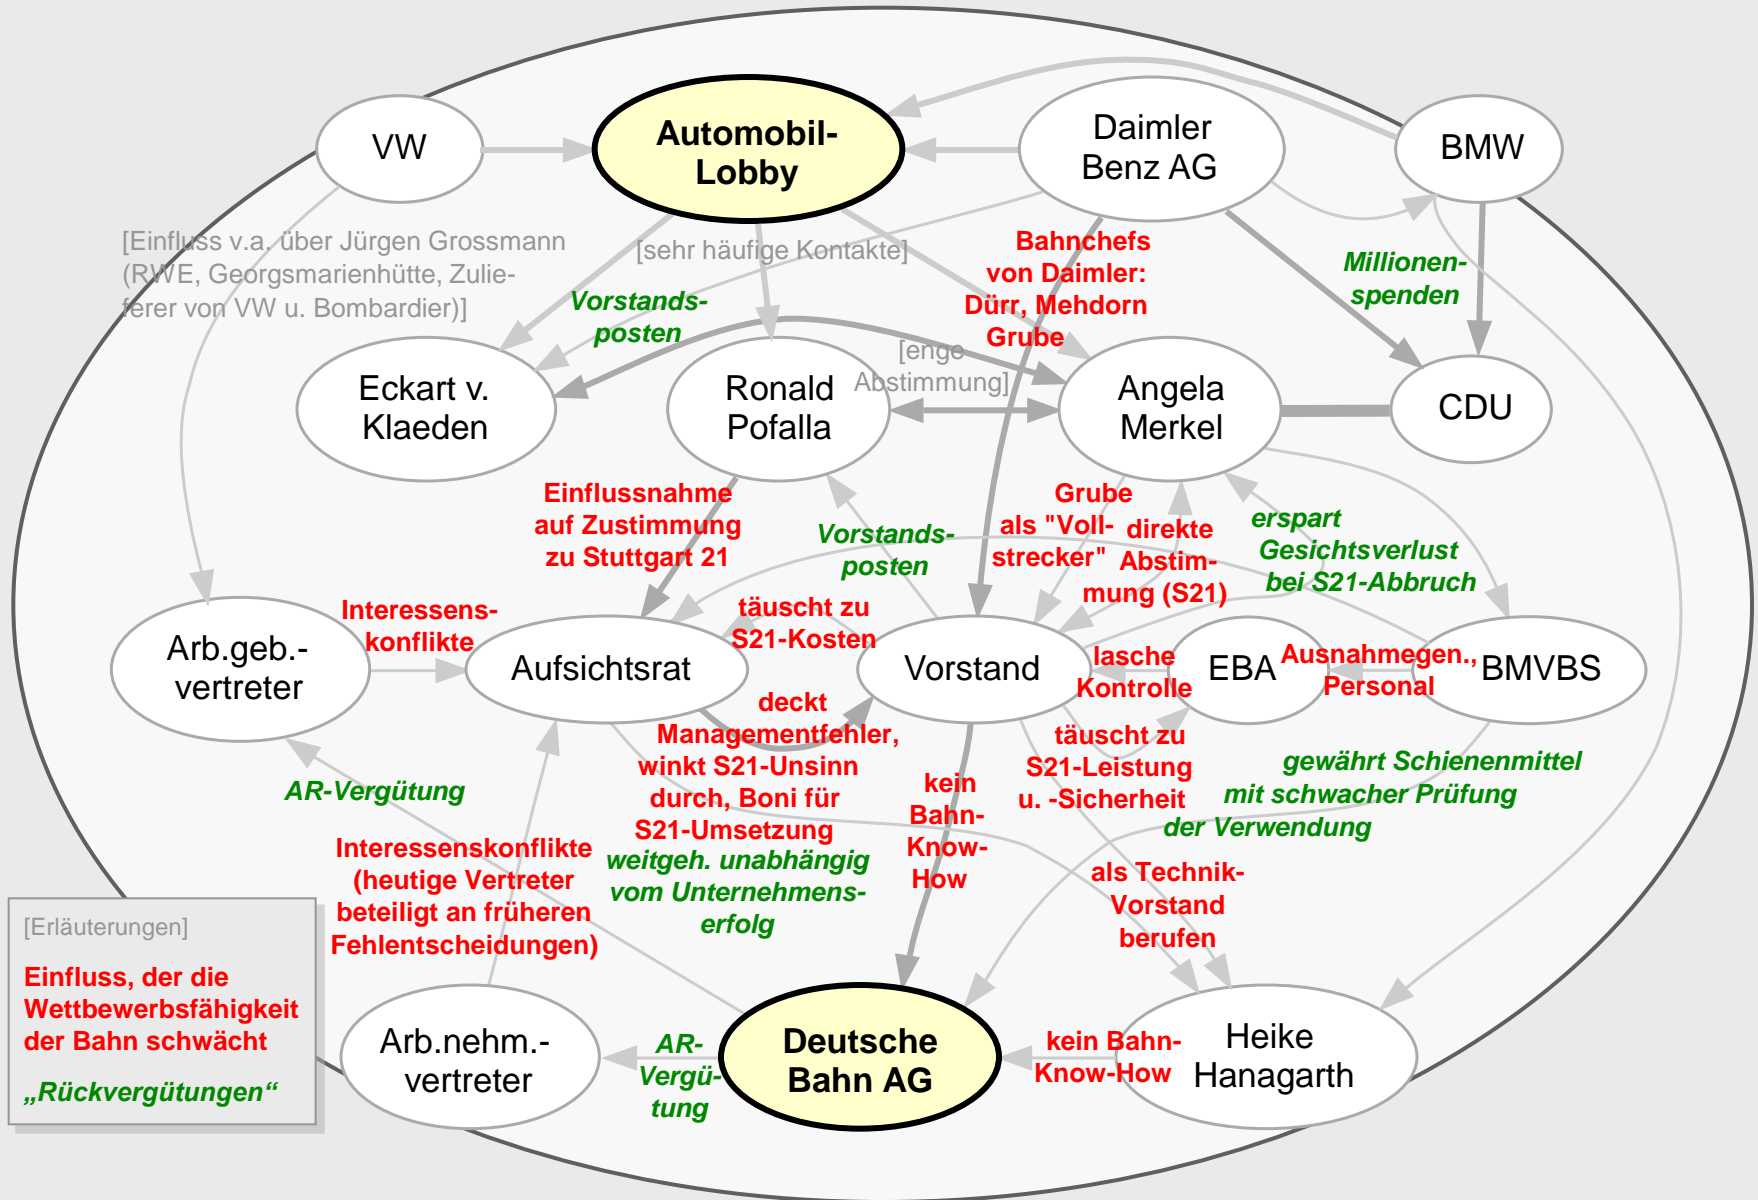 VW
Automobil-
Lobby
Daimler
Benz AG
BMW
[Einfluss v.a. über Jürgen Grossmann
(RWE, Georgsmarienhütte, Zulie-
ferer von VW u. Bombardier)]
[sehr häufige Kontakte]
Bahnchefs
von Daimler:
Dürr, Mehdorn
Grube
Millionen-
spenden
Vorstands-
posten
[enge
Abstimmung]
Eckart v.
Klaeden
Ronald
Pofalla
Angela
Merkel
CDU
Einflussnahme
auf Zustimmung
zu Stuttgart 21
Vorstands-
posten
Grube
als "Voll-
strecker"
direkte
Abstim-
mung (S21)
erspart
Gesichtsverlust
bei S21-Abbruch
Interessens-
konflikte
täuscht zu
S21-Kosten
Arb.geb.-
vertreter
Aufsichtsrat
Vorstand
lasche
Kontrolle
EBA
Ausnahmegen.,
Personal
BMVBS
deckt
Managementfehler,
winkt S21-Unsinn
durch, Boni für
S21-Umsetzung
weitgeh. unabhängig
vom Unternehmens-
erfolg
täuscht zu
S21-Leistung
u. -Sicherheit
gewährt Schienenmittel
mit schwacher Prüfung
der Verwendung
AR-Vergütung
kein
Bahn-
Know-
How
Interessenskonflikte
(heutige Vertreter
beteiligt an früheren
Fehlentscheidungen)
als Technik-
Vorstand
berufen
[Erläuterungen]
Einfluss, der die
Wettbewerbsfähigkeit
der Bahn schwächt
„Rückvergütungen“
Arb.nehm.-
vertreter
AR-
Vergü-
tung
Deutsche
Bahn AG
kein Bahn-
Know-How
Heike
Hanagarth